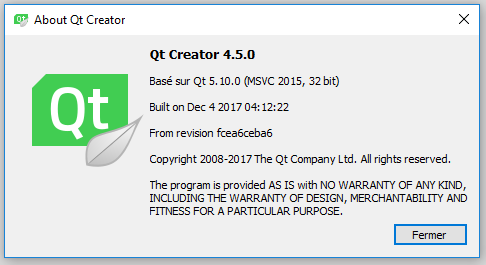 About Qt Creator
Qt Creator 4.5.0
Qt
Basé sur Qt 5.10.0 (MSVC 2015, 32 bit)
Built on Dec 4 2017 04:12:22
From revision fcea6ceba6
Copyright 2008-2017 The Qt Company Ltd. All rights reserved.
The program is provided AS IS with NO WARRANTY OF ANY KIND,
INCLUDING THE WARRANTY OF DESIGN, MERCHANTABILITY AND
FITNESS FOR A PARTICULAR PURPOSE.
Fermer